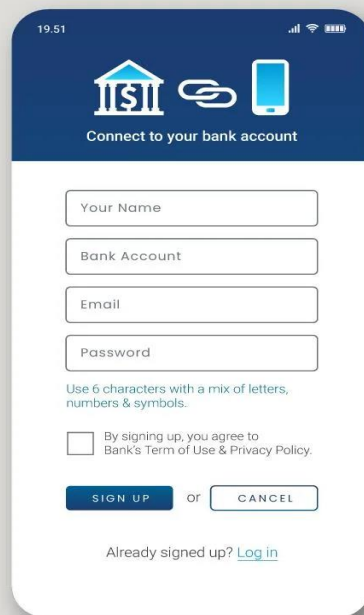 19.51
$
Connect to your bank account
Your Name
Bank Account
Email
Password
Use 6 characters with a mix of letters,
numbers & symbols.
By signing up, you agree to
Bank's Term of Use & Privacy Policy.
SIGN UP or CANCEL
Already signed up? Log in